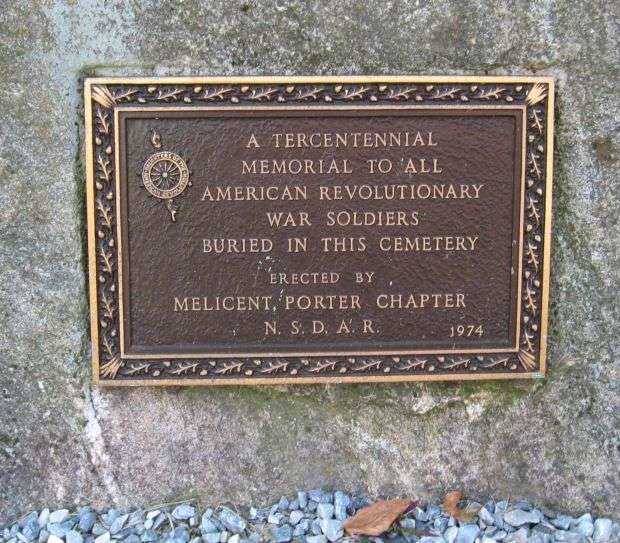 A TERCENTENNIAL
MEMORIAL TO ALL
AMERICAN REVOLUTIONARY
WAR SOLDIERS
BURIED IN THIS CEMETERY
ERECTED BY
MELICENT PORTER CHAPTER
N. S. D. A. R. 1974